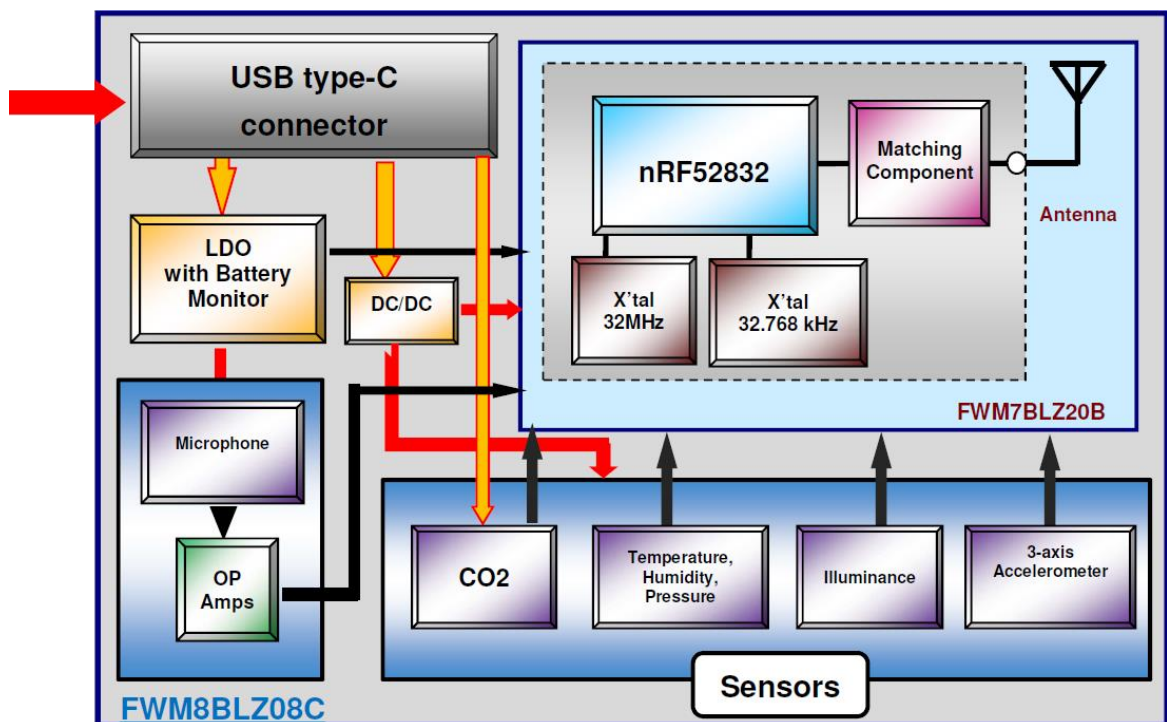 USB type-C
connector
LDO
with Battery
Monitor
DC/DC
nRF52832
Matching
Component
Antenna
X'tal
32MHz
X'tal
32.768 kHz
FWM7BLZ20B
Microphone
OP
Amps
FWM8BLZ08C
CO2
Temperature,
Humidity,
Pressure
Illuminance
3-axis
Accelerometer
Sensors